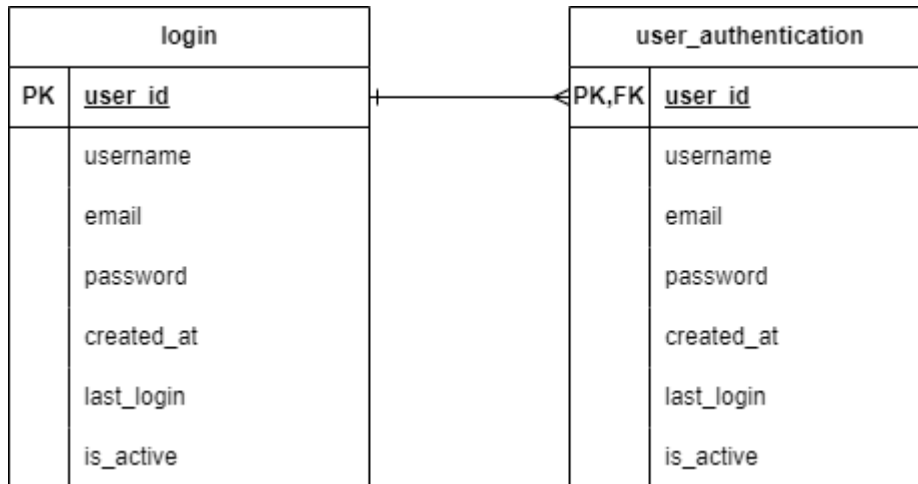 login
PK user_id
username
email
password
created_at
last_login
is_active
user_authentication
PK,FK user_id
username
email
password
created_at
last_login
is_active